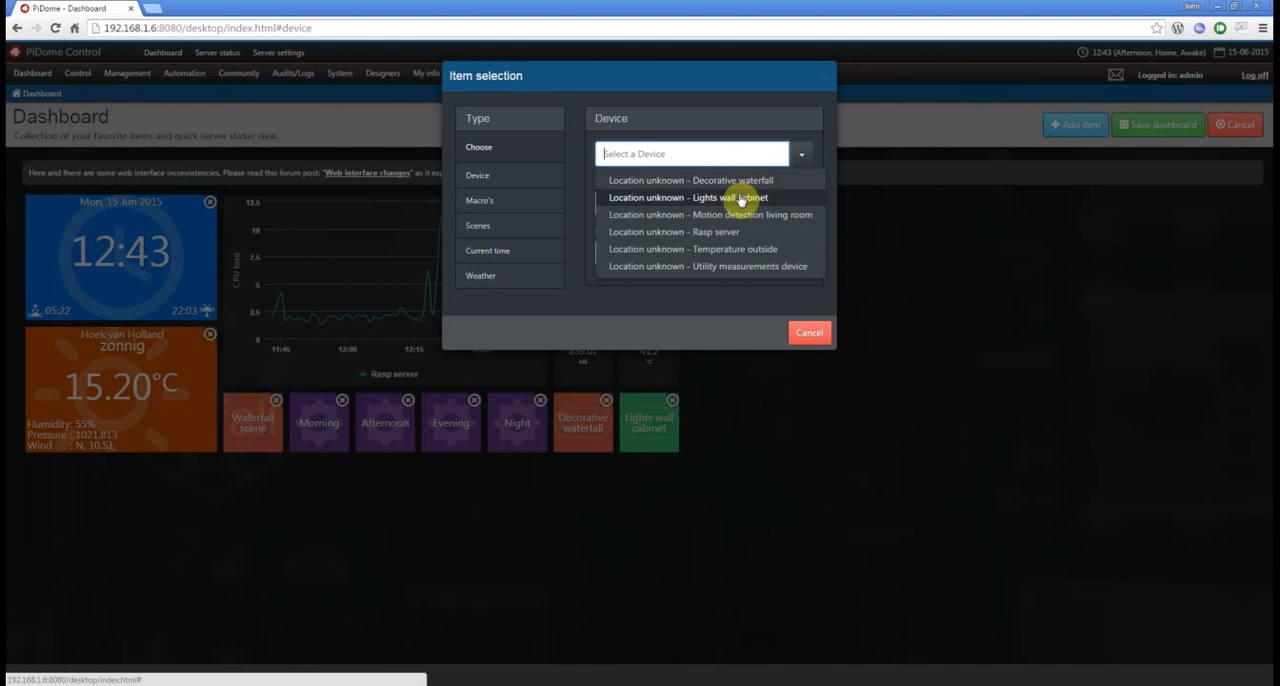 PiDome - Dashboard
John
192.168.1.6:8080/desktop/index.html#device
PiDome Control
Dashboard Server status Server settings
12:43 (Afternoon, Home, Awake) 15-06-2015
Dashboard Control Management Automation Community Audits/Logs System Designers My info
Logged in: admin Log off
Dashboard
Dashboard
Collection of your favorite items and quick server status view.
+ Add item
Save dashboard
Cancel
Here and there are some web interface inconsistencies. Please read this forum post: "Web interface changes" as it
Item selection
Type
Choose
Device
Macro's
Scenes
Current time
Weather
Device
Select a Device
Location unknown - Decorative waterfall
Location unknown - Lights wall cabinet
Location unknown - Motion detection living room
Location unknown - Rasp server
Location unknown - Temperature outside
Location unknown - Utility measurements device
Cancel
Mon, 15 Jun 2015
12:43
05:22 22:03
Hoek van Holland
zonnig
15.20°C
Humidity: 55%
Pressure : 1021.813
Wind : N, 10.51
CPU load
12.5
10
7.5
5
2.5
0
11:45 12:00 12:15
Rasp server
839.07
MB
41.2
°C
Waterfall
scene
Morning
Afternoon
Evening
Night
Decorative
waterfall
Lights wall
cabinet
192.168.1.6:8080/desktop/index.html#